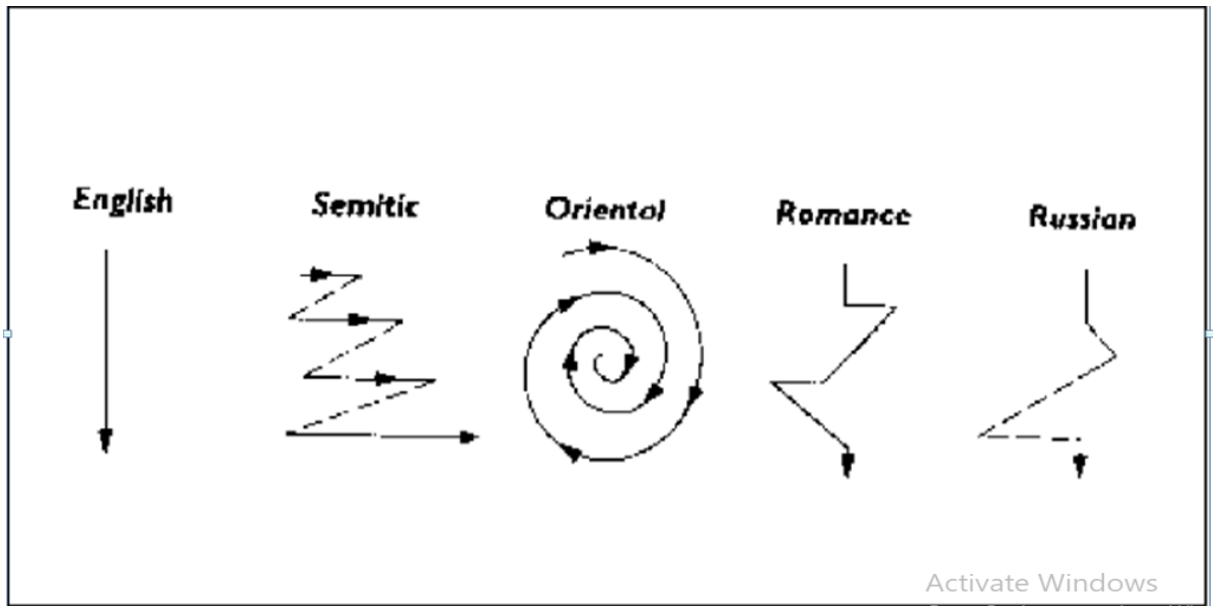 English
Semitic
Oriental
Romance
Russian
Activate Windows